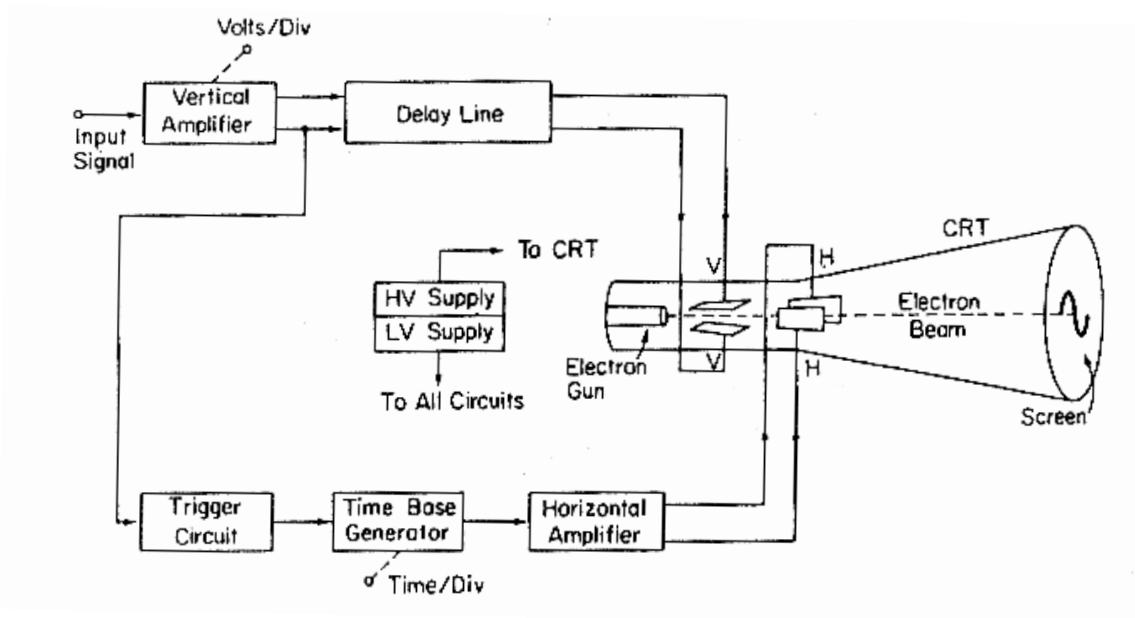 Volts/Div
Vertical
Amplifier
Delay Line
Input
Signal
To CRT
HV Supply
LV Supply
To All Circuits
CRT
V
H
Electron
Beam
Electron
Gun
V
H
Screen
Trigger
Circuit
Time Base
Generator
Horizontal
Amplifier
Time/Div